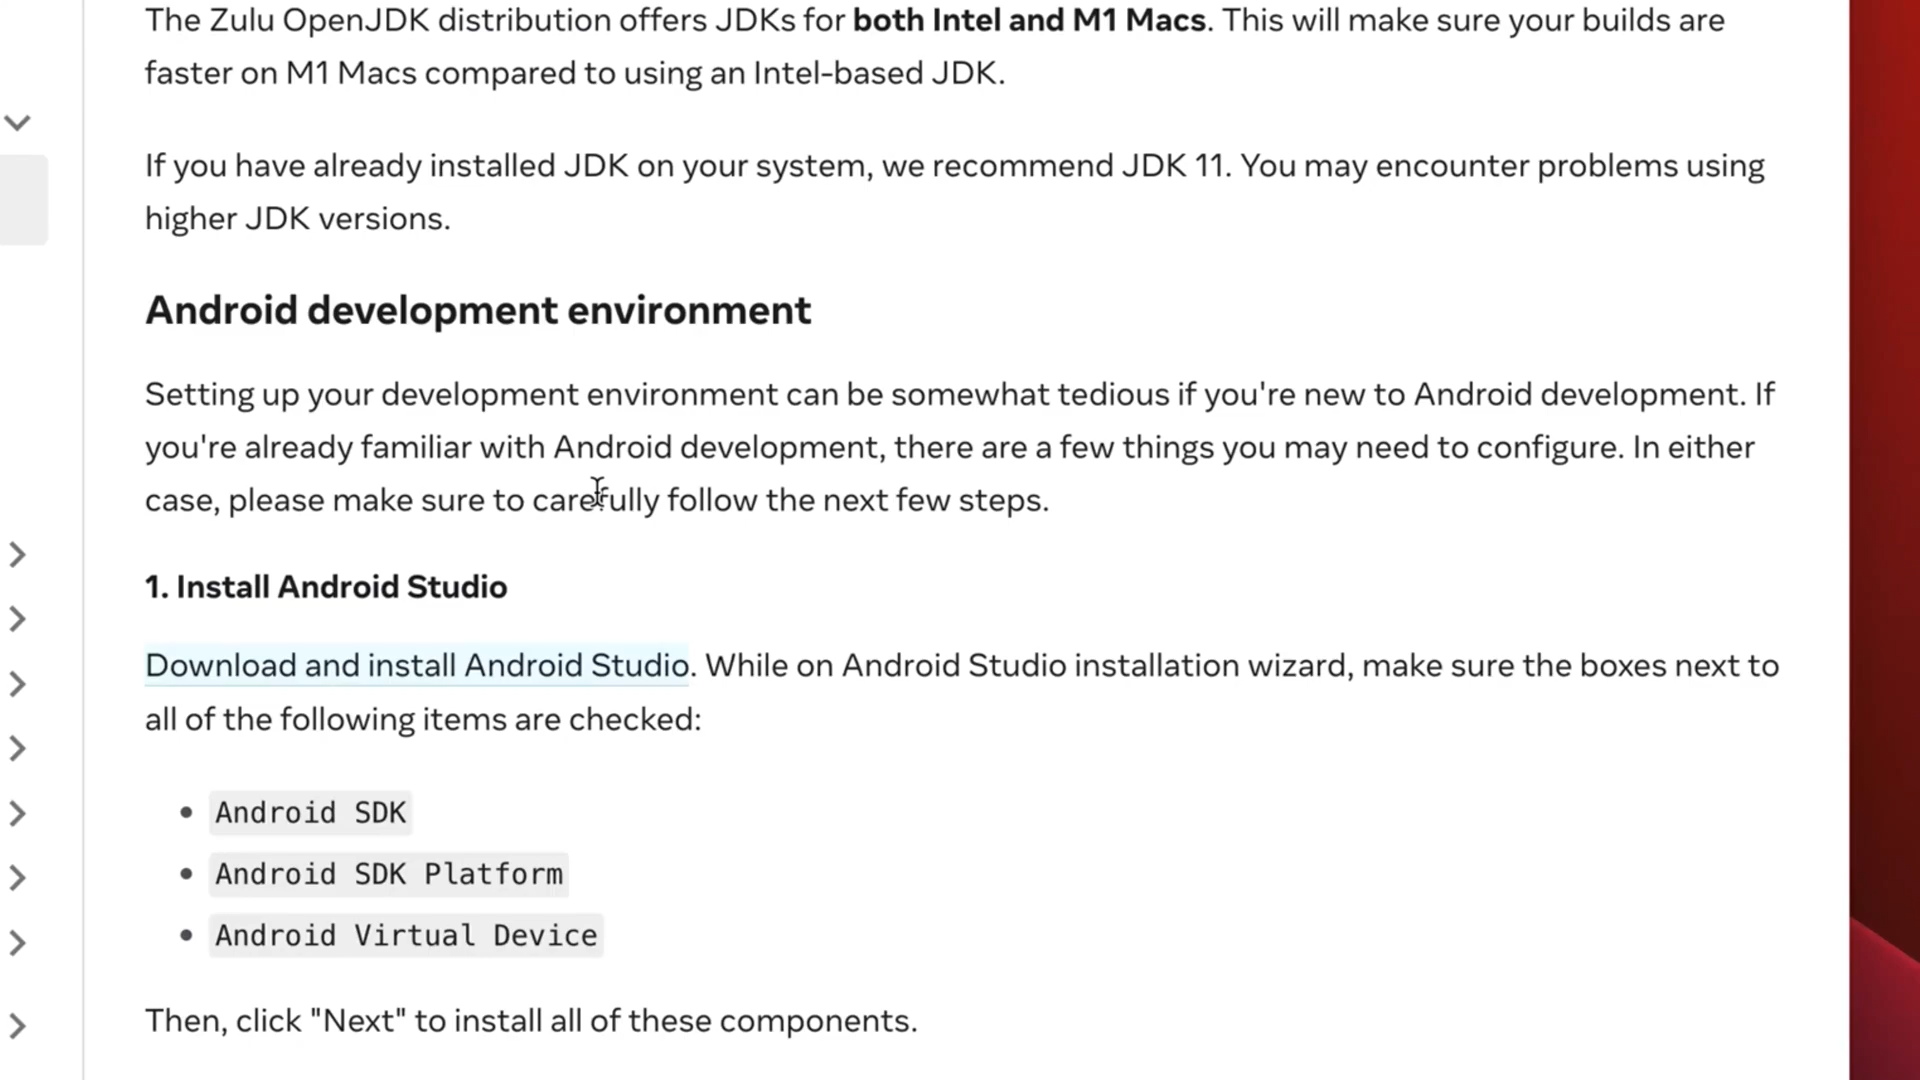 The Zulu OpenJDK distribution offers JDKs for both Intel and M1 Macs. This will make sure your builds are
faster on M1 Macs compared to using an Intel-based JDK.
If you have already installed JDK on your system, we recommend JDK 11. You may encounter problems using
higher JDK versions.
Android development environment
Setting up your development environment can be somewhat tedious if you're new to Android development. If
you're already familiar with Android development, there are a few things you may need to configure. In either
case, please make sure to carefully follow the next few steps.
1. Install Android Studio
Download and install Android Studio. While on Android Studio installation wizard, make sure the boxes next to
all of the following items are checked:
• Android SDK
• Android SDK Platform
• Android Virtual Device
Then, click "Next" to install all of these components.